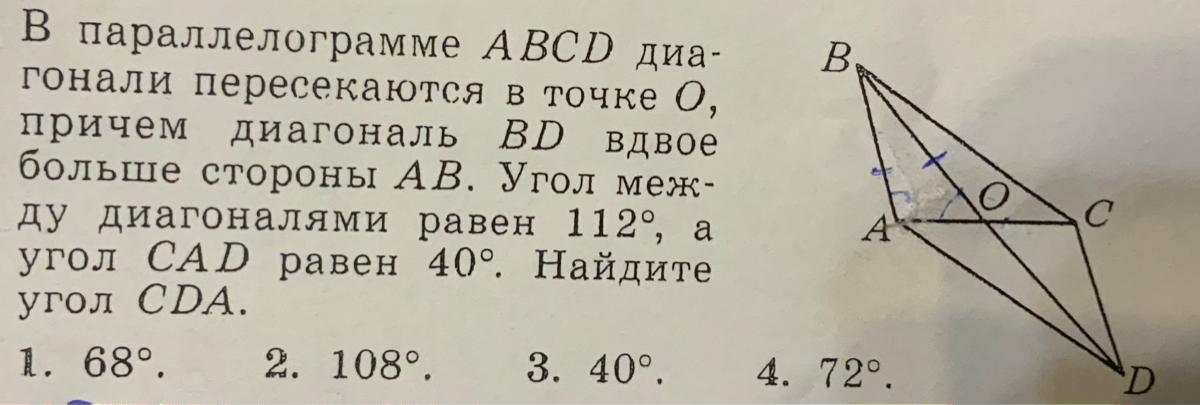 В параллелограмме ABCD диа-
гонали пересекаются в точке O,
причем диагональ BD вдвое
больше стороны AB. Угол меж-
ду диагоналями равен 112°, а
угол CAD равен 40°. Найдите
угол CDA.
1. 68°. 2. 108°. 3. 40°. 4. 72°.
B
O
A
C
D